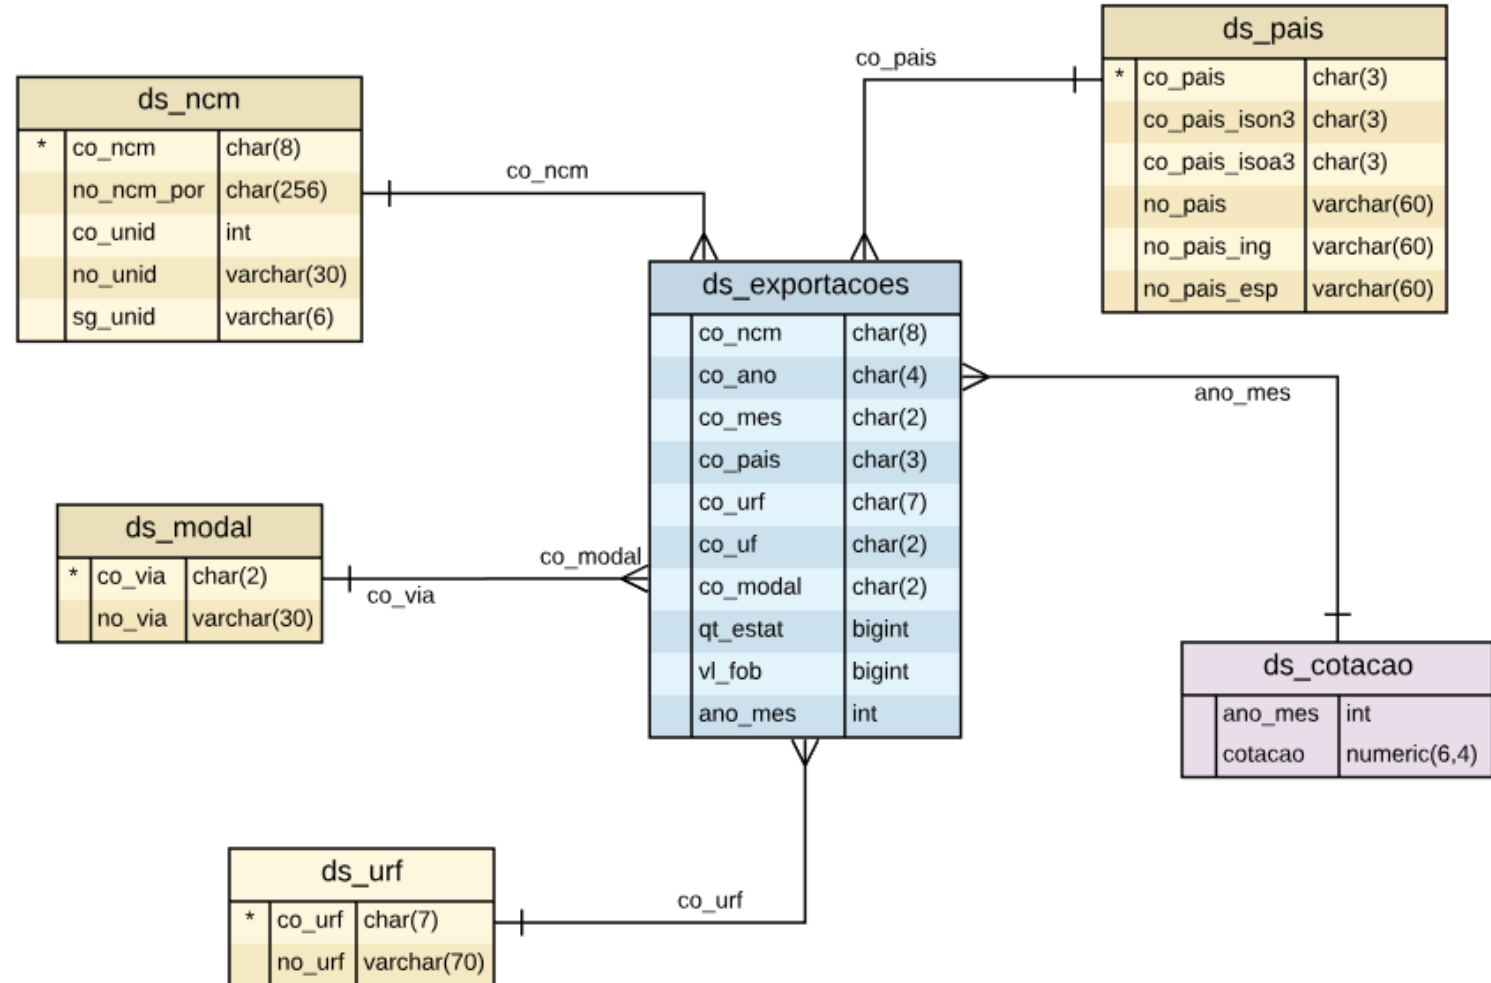 ds_pais
* co_pais char(3)
co_pais_ison3 char(3)
co_pais_isoa3 char(3)
no_pais varchar(60)
no_pais_ing varchar(60)
no_pais_esp varchar(60)
co_pais
ds_ncm
* co_ncm char(8)
no_ncm_por char(256)
co_unid int
no_unid varchar(30)
sg_unid varchar(6)
co_ncm
ds_exportacoes
co_ncm char(8)
co_ano char(4)
co_mes char(2)
co_pais char(3)
co_urf char(7)
co_uf char(2)
co_modal char(2)
qt_estat bigint
vl_fob bigint
ano_mes int
ano_mes
ds_modal
* co_via char(2)
no_via varchar(30)
co_modal
co_via
ds_cotacao
ano_mes int
cotacao numeric(6,4)
ds_urf
* co_urf char(7)
no_urf varchar(70)
co_urf